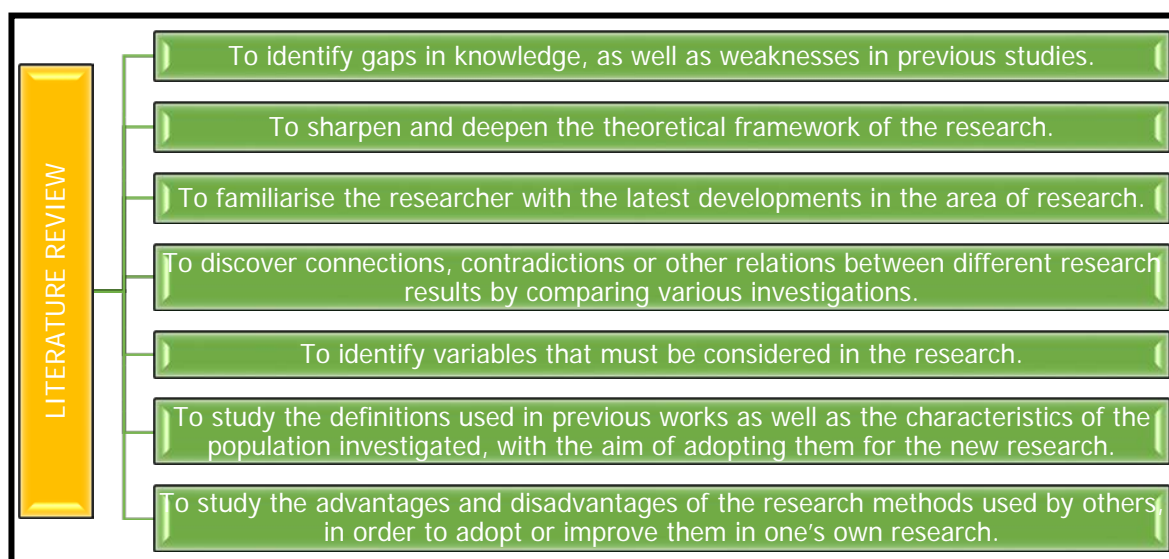 LITERATURE REVIEW
To identify gaps in knowledge, as well as weaknesses in previous studies.
To sharpen and deepen the theoretical framework of the research.
To familiarise the researcher with the latest developments in the area of research.
To discover connections, contradictions or other relations between different research
results by comparing various investigations.
To identify variables that must be considered in the research.
To study the definitions used in previous works as well as the characteristics of the
population investigated, with the aim of adopting them for the new research.
To study the advantages and disadvantages of the research methods used by others,
in order to adopt or improve them in one's own research.